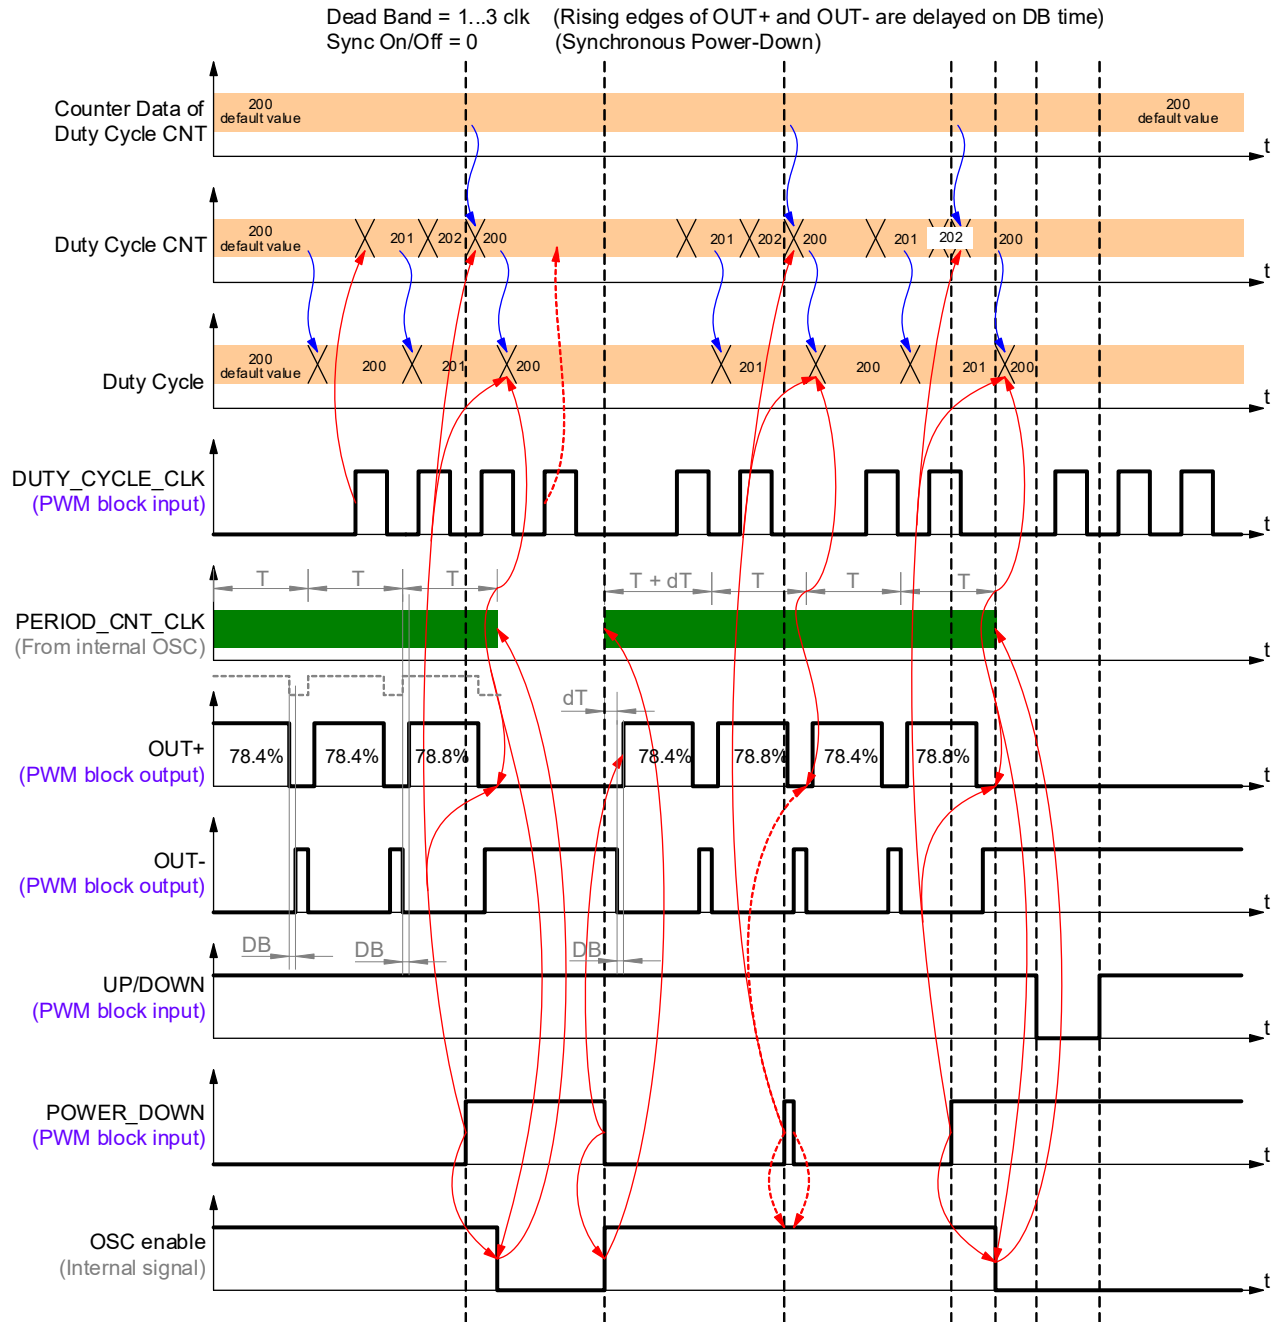 Dead Band = 1...3 clk (Rising edges of OUT+ and OUT- are delayed on DB time)
Sync On/Off = 0 (Synchronous Power-Down)
Counter Data of
Duty Cycle CNT
200
default value
200
default value
t
Duty Cycle CNT
200
default value
201
202
200
201
202
200
201
202
200
t
Duty Cycle
200
default value
200
201
200
201
200
201
200
t
DUTY_CYCLE_CLK
(PWM block input)
t
T
T
T
T + dT
T
T
T
PERIOD_CNT_CLK
(From internal OSC)
t
dT
OUT+
(PWM block output)
78.4%
78.4%
78.8%
78.4%
78.8%
78.4%
78.8%
t
OUT-
(PWM block output)
t
DB
DB
DB
UP/DOWN
(PWM block input)
t
POWER_DOWN
(PWM block input)
t
OSC enable
(Internal signal)
t